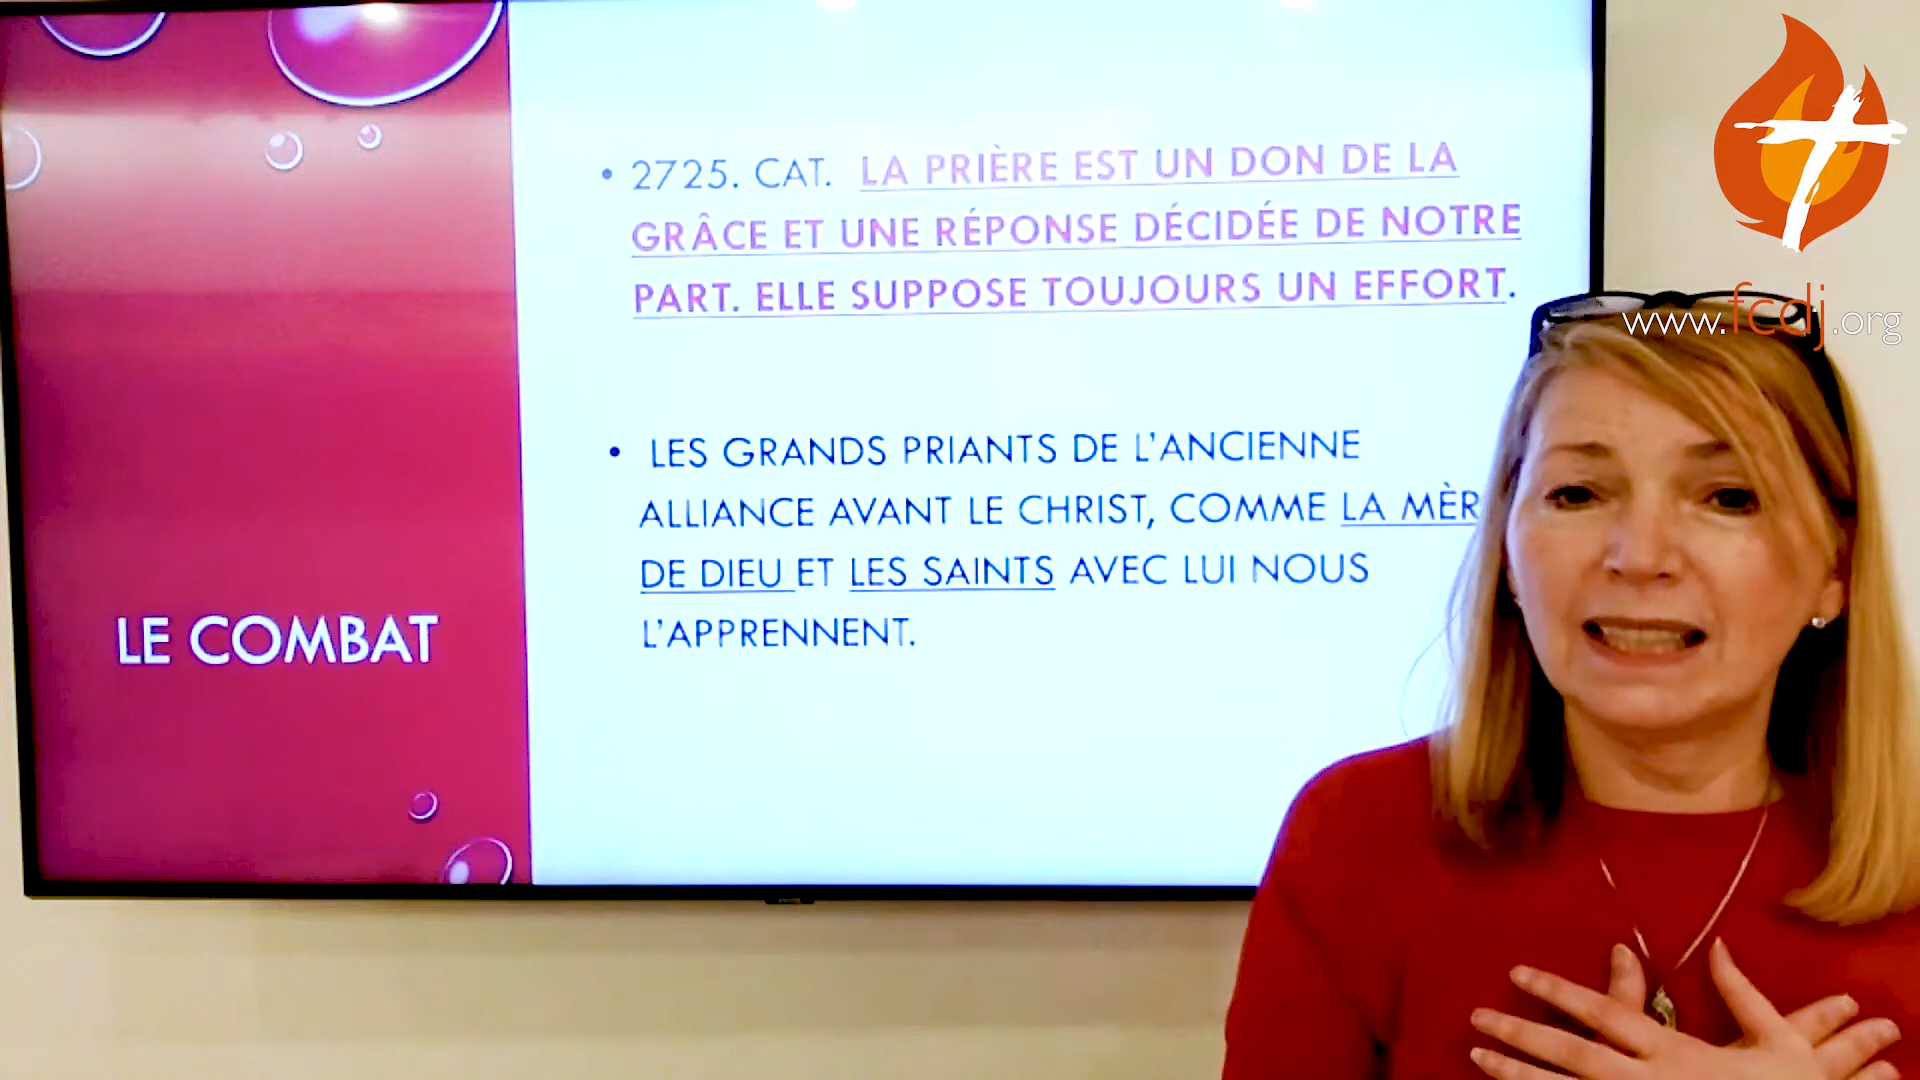 • 2725. CAT. LA PRIÈRE EST UN DON DE LA
GRÂCE ET UNE RÉPONSE DÉCIDÉE DE NOTRE
PART. ELLE SUPPOSE TOUJOURS UN EFFORT.
• LES GRANDS PRIANTS DE L'ANCIENNE
ALLIANCE AVANT LE CHRIST, COMME LA MÈR
DE DIEU ET LES SAINTS AVEC LUI NOUS
L'APPRENNENT.
LE COMBAT
www.fcdj.org